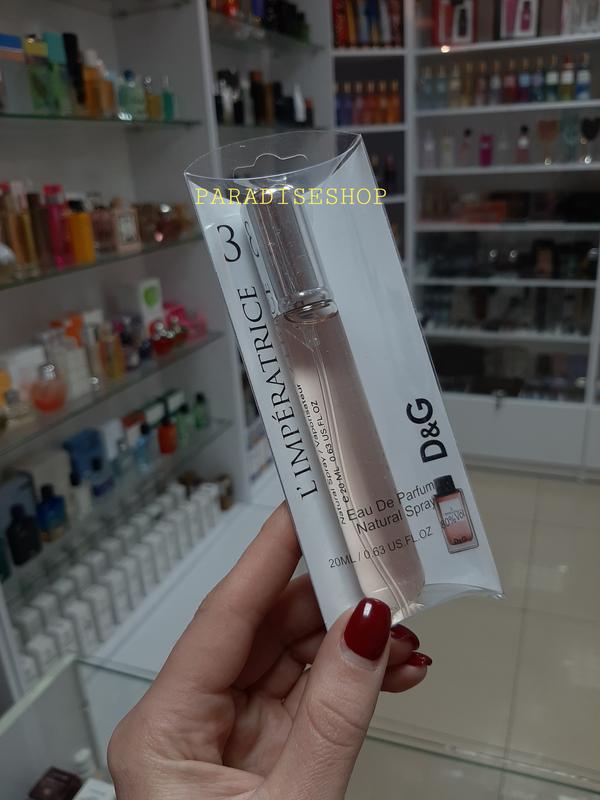 PARADISESHOP
3
L'IMPÉRATRICE
Natural Spray / Vaporisateur
℮ 20 ML 0.63 US FL.OZ
D&G
Eau De Parfum
Natural Spray
20ML / 0.63 US FL.OZ